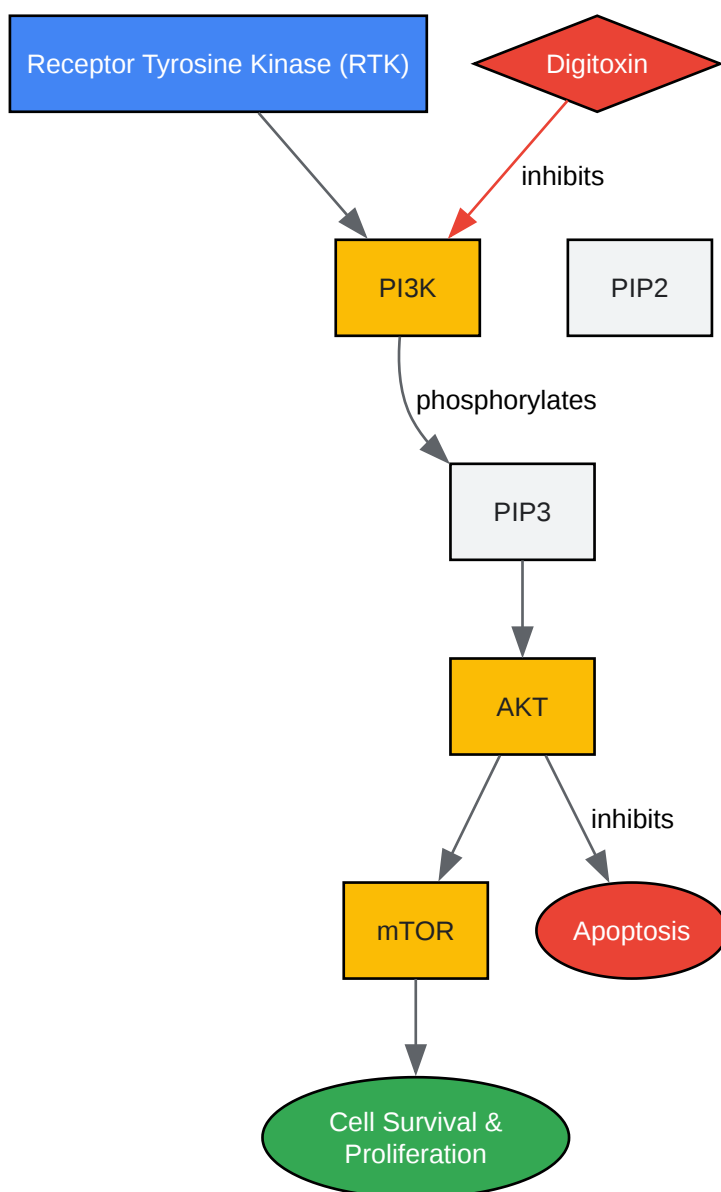 Receptor Tyrosine Kinase (RTK)
Digitoxin
inhibits
PI3K
PIP2
phosphorylates
PIP3
AKT
inhibits
mTOR
Apoptosis
Cell Survival &
Proliferation